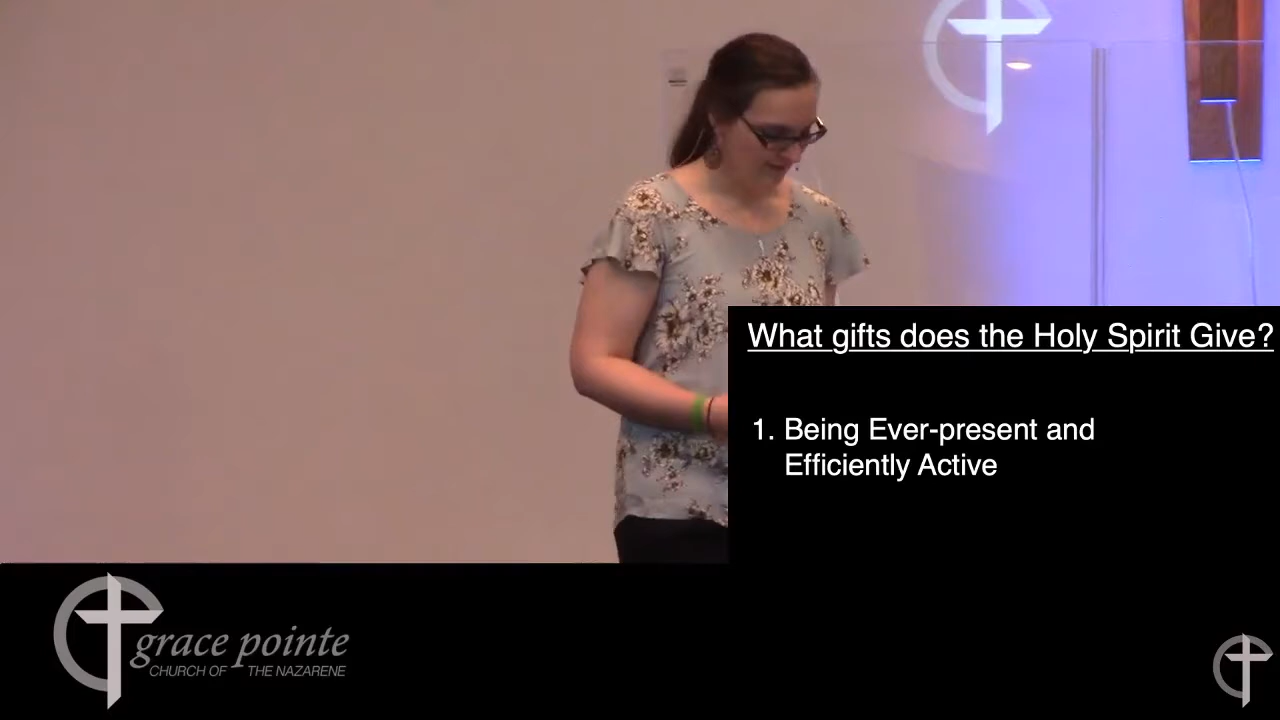 What gifts does the Holy Spirit Give?
1. Being Ever-present and
Efficiently Active
grace pointe
CHURCH OF THE NAZARENE